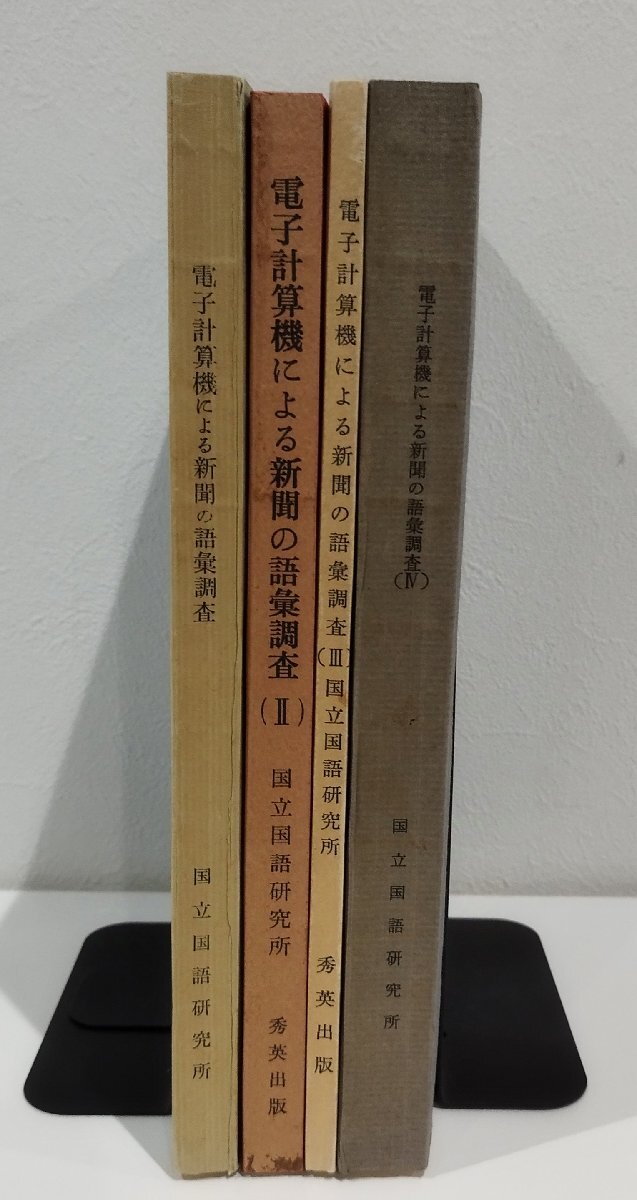 電子計算機による新聞の語彙調査
国立国語研究所
電子計算機による新聞の語彙調査(Ⅱ)
国立国語研究所
秀英出版
電子計算機による新聞の語彙調査(Ⅲ)
国立国語研究所
秀英出版
電子計算機による新聞の語彙調査(Ⅳ)
国立国語研究所